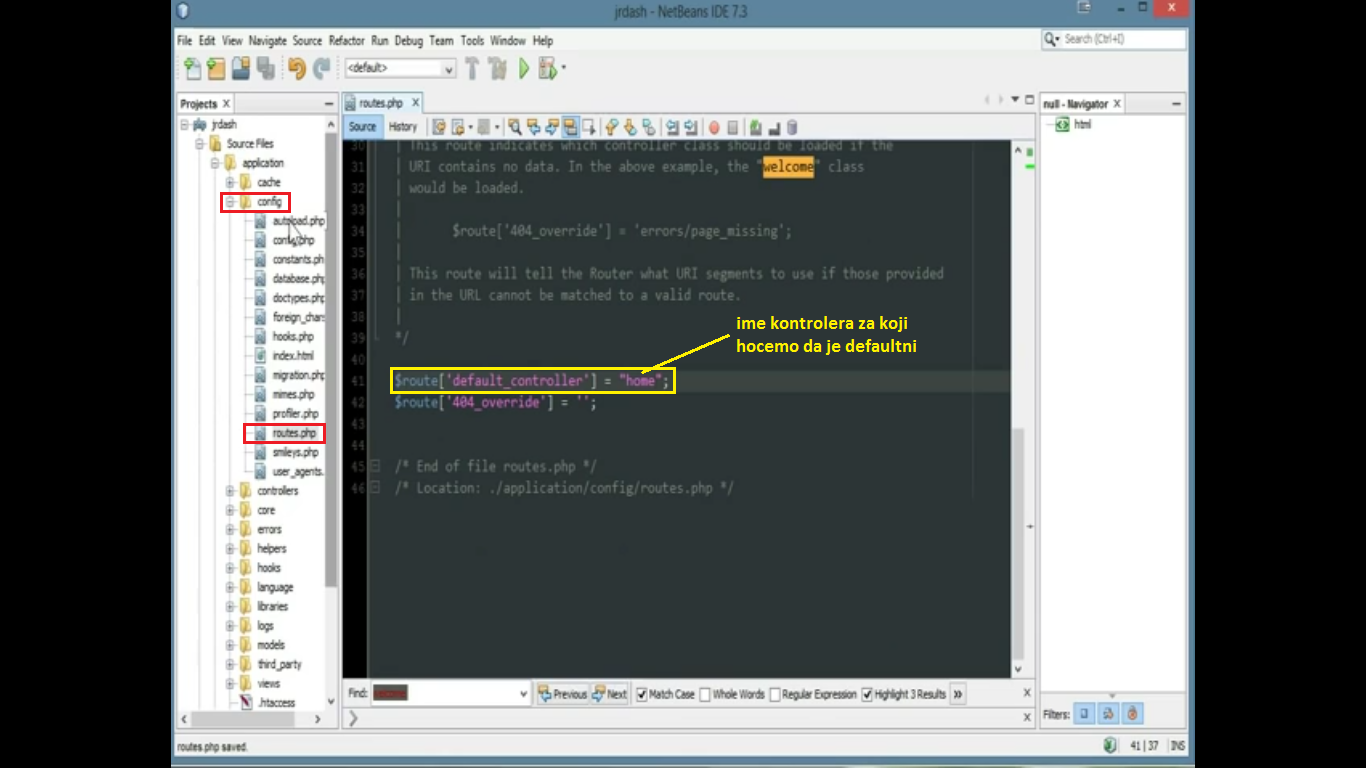 jrdash - NetBeans IDE 7.3
File Edit View Navigate Source Refactor Run Debug Team Tools Window Help
Search (Ctrl+I)
<default>
Projects
routes.php
null - Navigator
Source History
html
jrdash
Source Files
application
cache
config
autoload.php
config.php
constants.ph
database.php
doctypes.php
foreign_char
hooks.php
index.html
migration.php
mimes.php
profiler.php
routes.php
smileys.php
user_agents.
controllers
core
errors
helpers
hooks
language
libraries
logs
models
third_party
views
.htaccess
30 | This route indicates which controller class should be loaded if the
31 | URI contains no data. In the above example, the "welcome" class
32 | would be loaded.
33 |
34 | $route['404_override'] = 'errors/page_missing';
35 |
36 | This route will tell the Router what URI segments to use if those provided
37 | in the URL cannot be matched to a valid route.
38 |
39 */
40
41 $route['default_controller'] = "home";
42 $route['404_override'] = '';
43
44
45 /* End of file routes.php */
46 /* Location: ./application/config/routes.php */
ime kontrolera za koji
hocemo da je defaultni
Find: welcome Previous Next Match Case Whole Words Regular Expression Highlight 3 Results
Filters:
routes.php saved.
41 | 37 INS